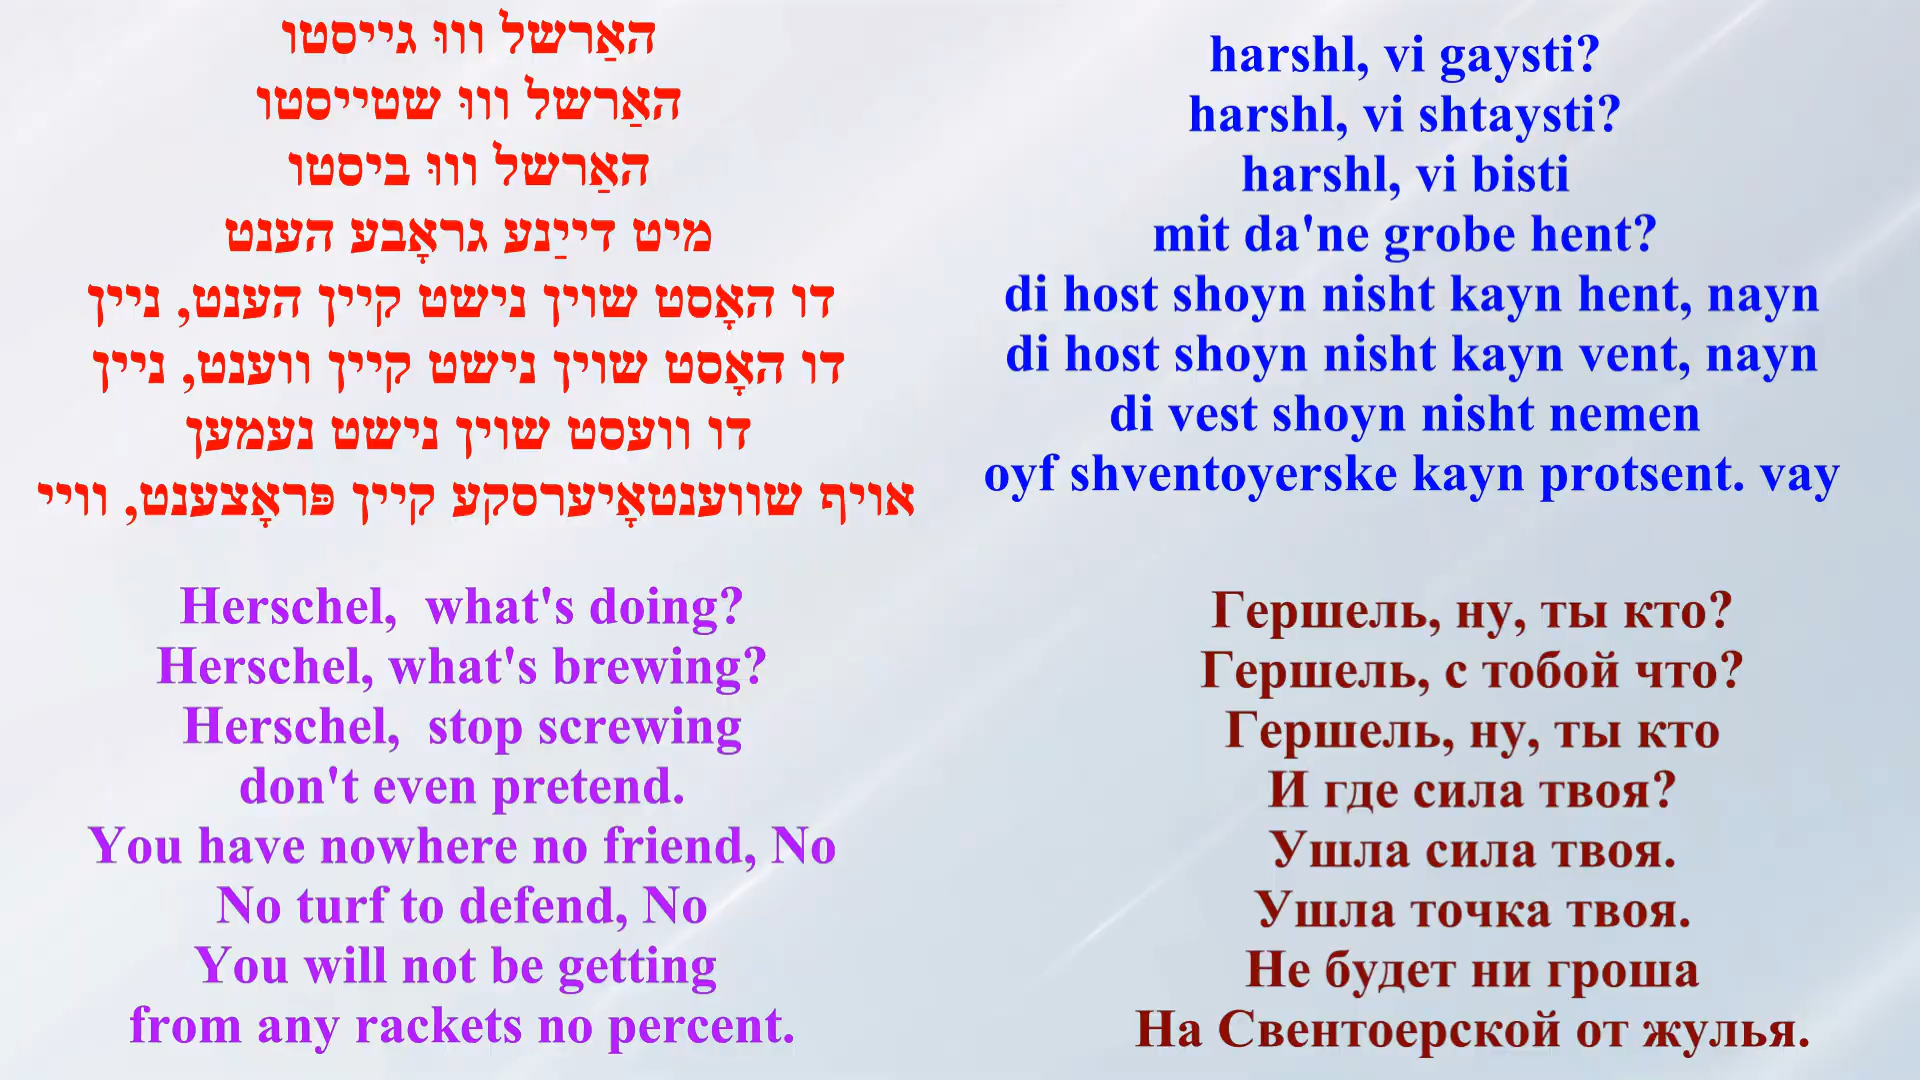 האַרשל וווּ גייסטו
האַרשל וווּ שטייסטו
האַרשל וווּ ביסטו
מיט דייַנע גראָבע הענט
דו האָסט שוין נישט קיין הענט, ניין
דו האָסט שוין נישט קיין ווענט, ניין
דו וועסט שוין נישט נעמען
אויף שווענטאָיערסקע קיין פּראָצענט, וויי
harshl, vi gaysti?
harshl, vi shtaysti?
harshl, vi bisti
mit da'ne grobe hent?
di host shoyn nisht kayn hent, nayn
di host shoyn nisht kayn vent, nayn
di vest shoyn nisht nemen
oyf shventoyerske kayn protsent. vay
Herschel, what's doing?
Herschel, what's brewing?
Herschel, stop screwing
don't even pretend.
You have nowhere no friend, No
No turf to defend, No
You will not be getting
from any rackets no percent.
Гершель, ну, ты кто?
Гершель, с тобой что?
Гершель, ну, ты кто
И где сила твоя?
Ушла сила твоя.
Ушла точка твоя.
Не будет ни гроша
На Свентоерской от жулья.